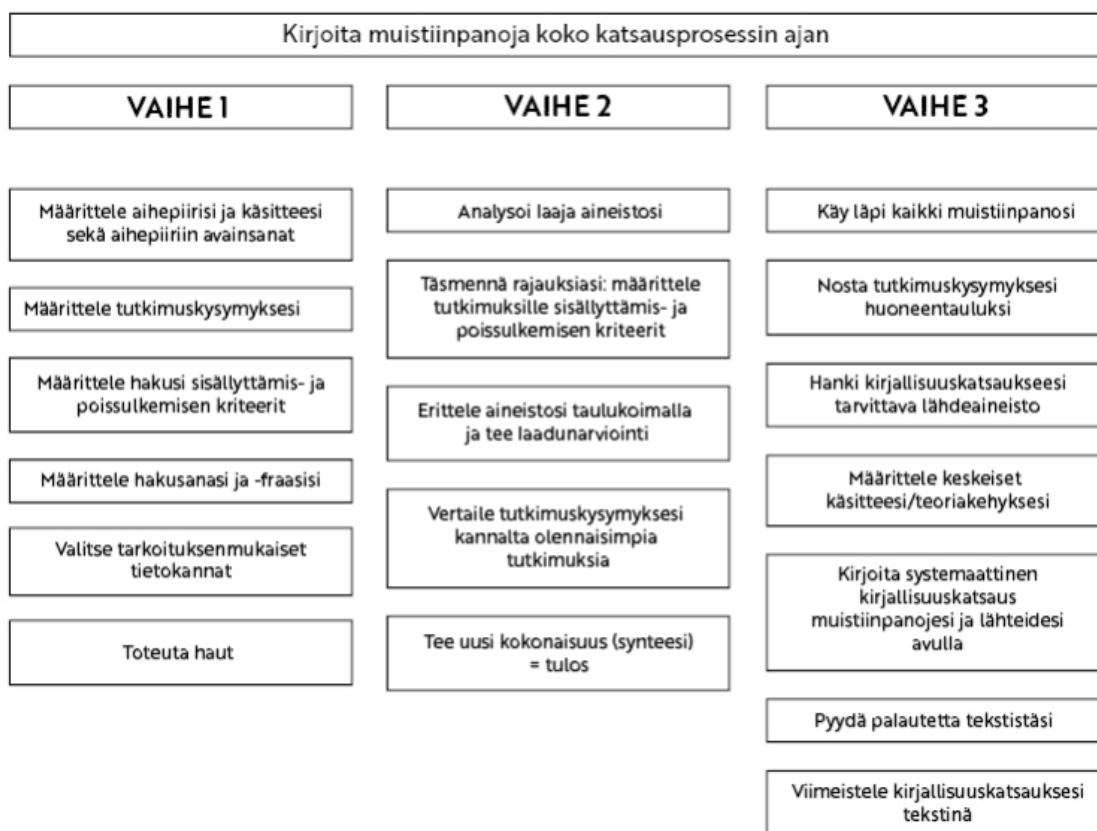 Kirjoita muistiinpanoja koko katsausprosessin ajan
VAIHE 1
Määrittele aihepiirisi ja käsitteesi
sekä aihepiiriin avainsanat
Määrittele tutkimuskysymyksesi
Määrittele hakusi sisällyttämis- ja
poissulkemisen kriteerit
Määrittele hakusanasi ja -fraasisi
Valitse tarkoituksenmukaiset
tietokannat
Toteuta haut
VAIHE 2
Analysoi laaja aineistosi
Täsmennä rajauksiasi: määrittele
tutkimuksille sisällyttämis- ja
poissulkemisen kriteerit
Erittele aineistosi taulukoimalla
ja tee laadunarviointi
Vertaile tutkimuskysymyksesi
kannalta olennaisimpia
tutkimuksia
Tee uusi kokonaisuus (synteesi)
= tulos
VAIHE 3
Käy läpi kaikki muistiinpanosi
Nosta tutkimuskysymyksesi
huoneentauluksi
Hanki kirjallisuuskatsaukseesi
tarvittava lähdeaineisto
Määrittele keskeiset
käsitteesi/teoriakehyksesi
Kirjoita systemaattinen
kirjallisuuskatsaus
muistiinpanojesi ja lähteidesi
avulla
Pyydä palautetta tekstistäsi
Viimeistele kirjallisuuskatsauksesi
tekstinä